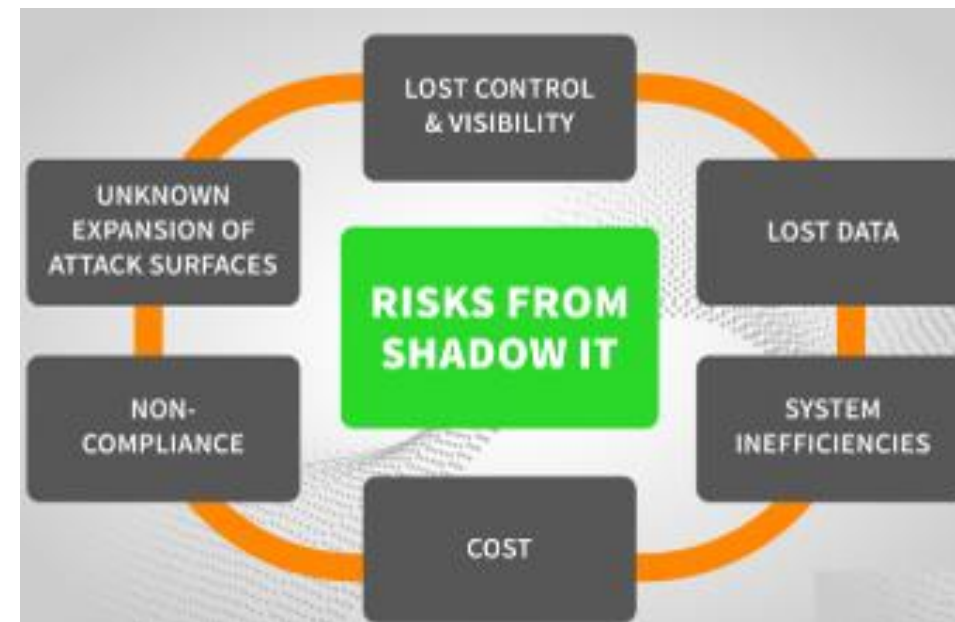 LOST CONTROL
& VISIBILITY
UNKNOWN
EXPANSION OF
ATTACK SURFACES
LOST DATA
RISKS FROM
SHADOW IT
NON-
COMPLIANCE
SYSTEM
INEFFICIENCIES
COST